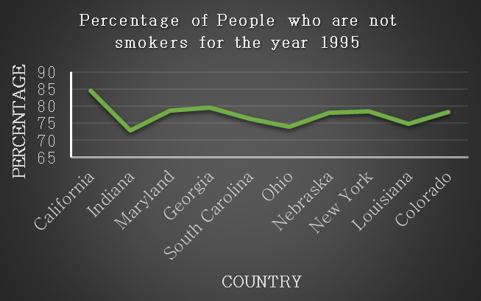 Percentage of People who are not
smokers for the year 1995
PERCENTAGE
90
85
80
75
70
65
California
Indiana
Maryland
Georgia
South Carolina
Ohio
Nebraska
New York
Louisiana
Colorado
COUNTRY